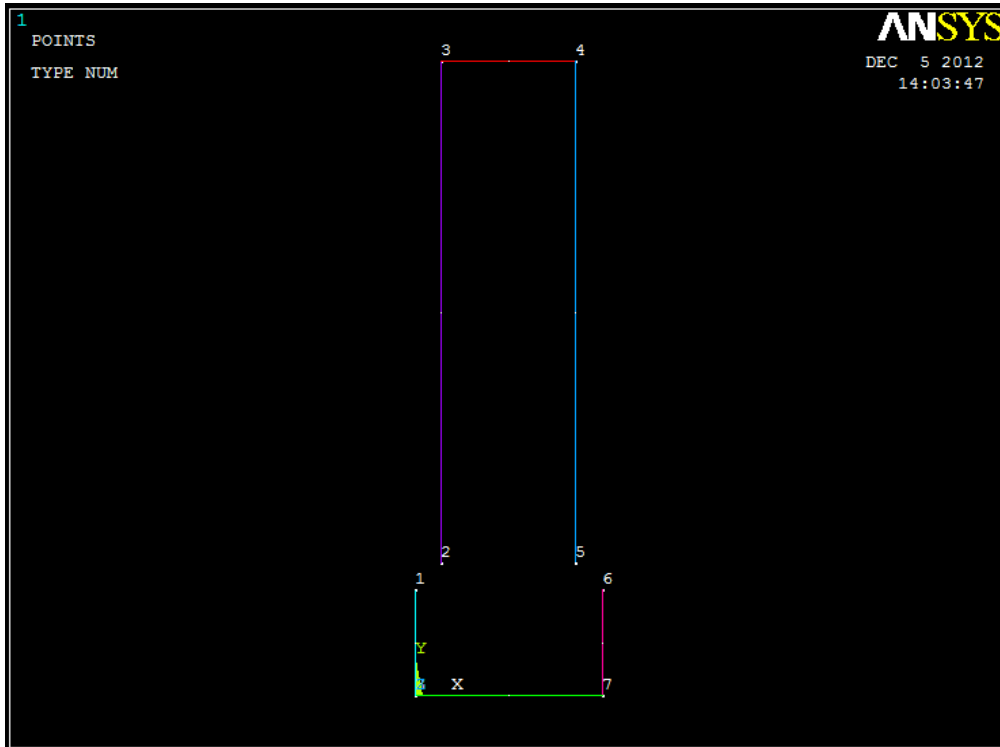 1
POINTS
TYPE NUM
ANSYS
DEC 5 2012
14:03:47
3 4
2 5
1 6
Y
X 7